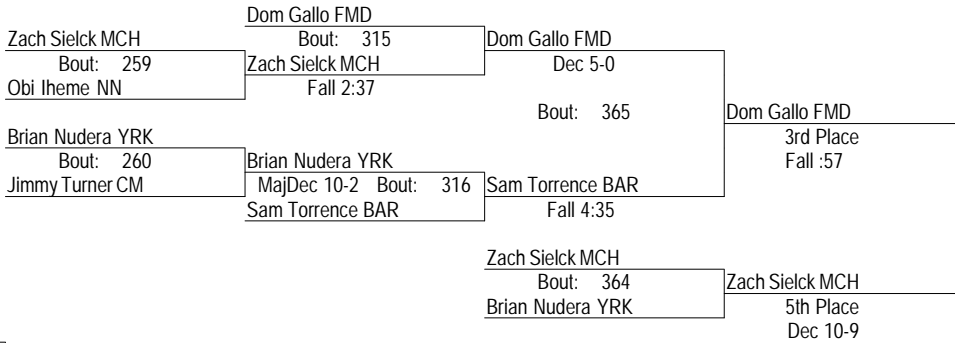 Dom Gallo FMD
Zach Sielck MCH
Bout: 315
Dom Gallo FMD
Bout: 259
Zach Sielck MCH
Dec 5-0
Obi Iheme NN
Fall 2:37
Bout: 365
Dom Gallo FMD
Brian Nudera YRK
3rd Place
Bout: 260
Brian Nudera YRK
Fall :57
Jimmy Turner CM
MajDec 10-2 Bout: 316
Sam Torrence BAR
Sam Torrence BAR
Fall 4:35
Zach Sielck MCH
Bout: 364
Zach Sielck MCH
Brian Nudera YRK
5th Place
Dec 10-9